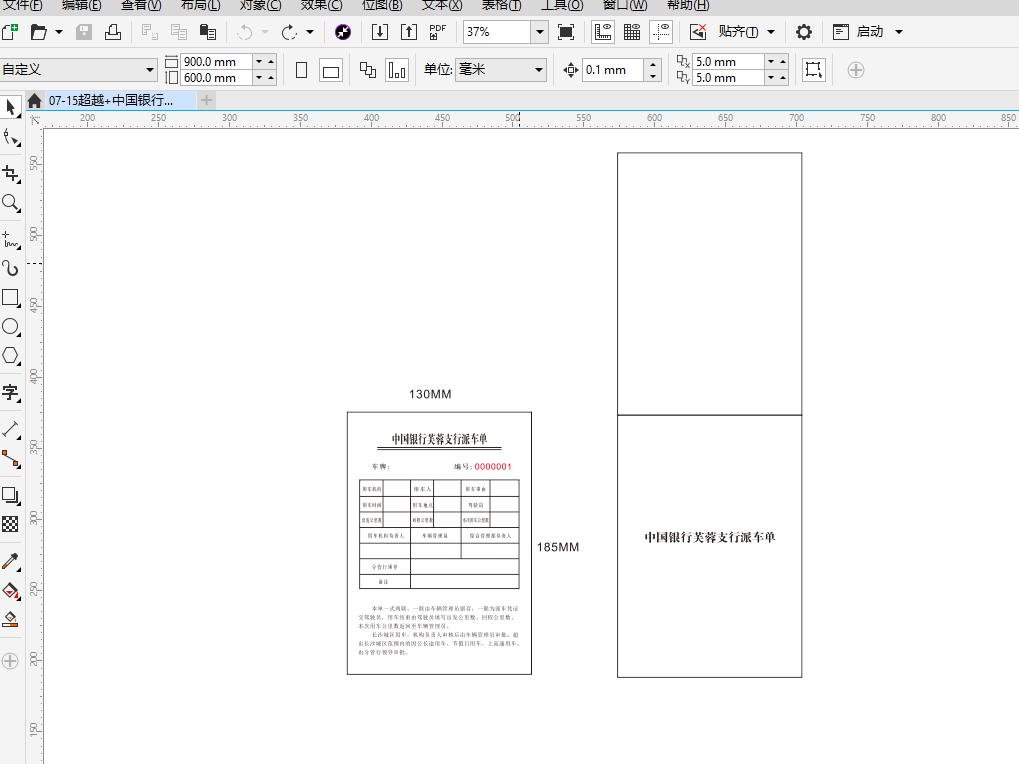 文件(F) 编辑(E) 查看(V) 布局(L) 对象(C) 效果(C) 位图(B) 文本(X) 表格(T) 工具(O) 窗口(W) 帮助(H)
PDF 37% 贴齐(T) 启动
自定义 900.0 mm 600.0 mm 单位: 毫米 0.1 mm 5.0 mm 5.0 mm
07-15超越+中国银行...
200 250 300 350 400 450 500 550 600 650 700 750 800 850
550
500
450
400
350
300
250
200
150
字
130MM
中国银行芙蓉支行派车单
车牌: 编号: 0000001
用车机构 用车人 用车事由
用车时间 用车地点 驾驶员
出发公里数 回程公里数 本次用车公里数
用车机构负责人 车辆管理员 综合管理部负责人
分管行领导
备注
本单一式两联,一联由车辆管理员留存,一联为派车凭证
交驾驶员,用车结束由驾驶员填写出发公里数、回程公里数、
本次用车公里数返回至车辆管理员。
长沙城区用车,机构负责人审核后由车辆管理员审批;超
出长沙城区范围内的因公长途用车、节假日用车、上高速用车,
由分管行领导审批。
185MM
中国银行芙蓉支行派车单